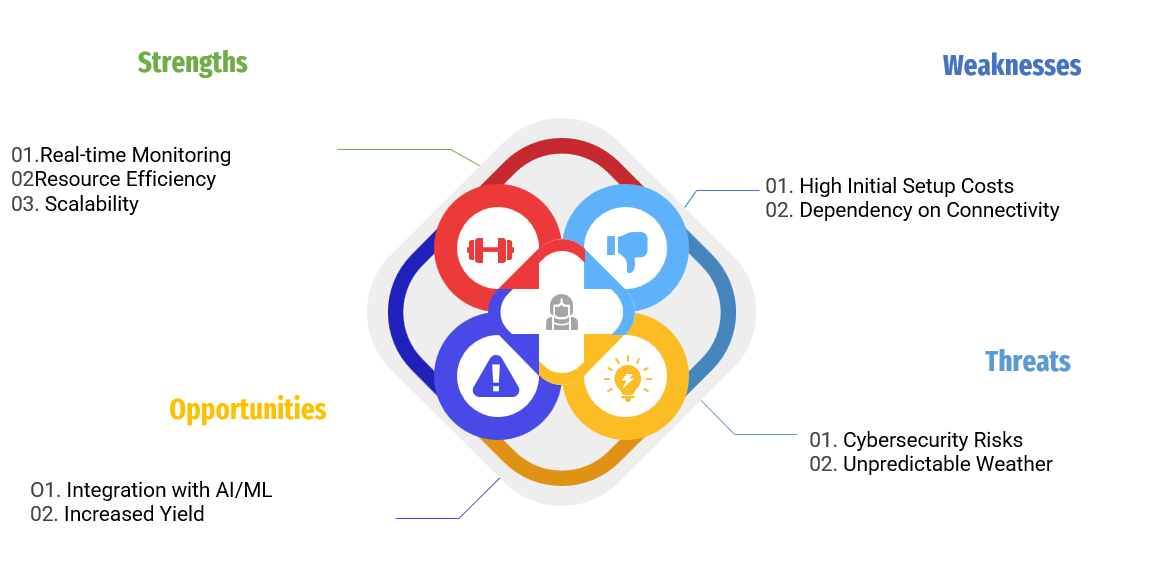 Strengths
01.Real-time Monitoring
02Resource Efficiency
03. Scalability
Weaknesses
01. High Initial Setup Costs
02. Dependency on Connectivity
Opportunities
O1. Integration with AI/ML
02. Increased Yield
Threats
01. Cybersecurity Risks
02. Unpredictable Weather